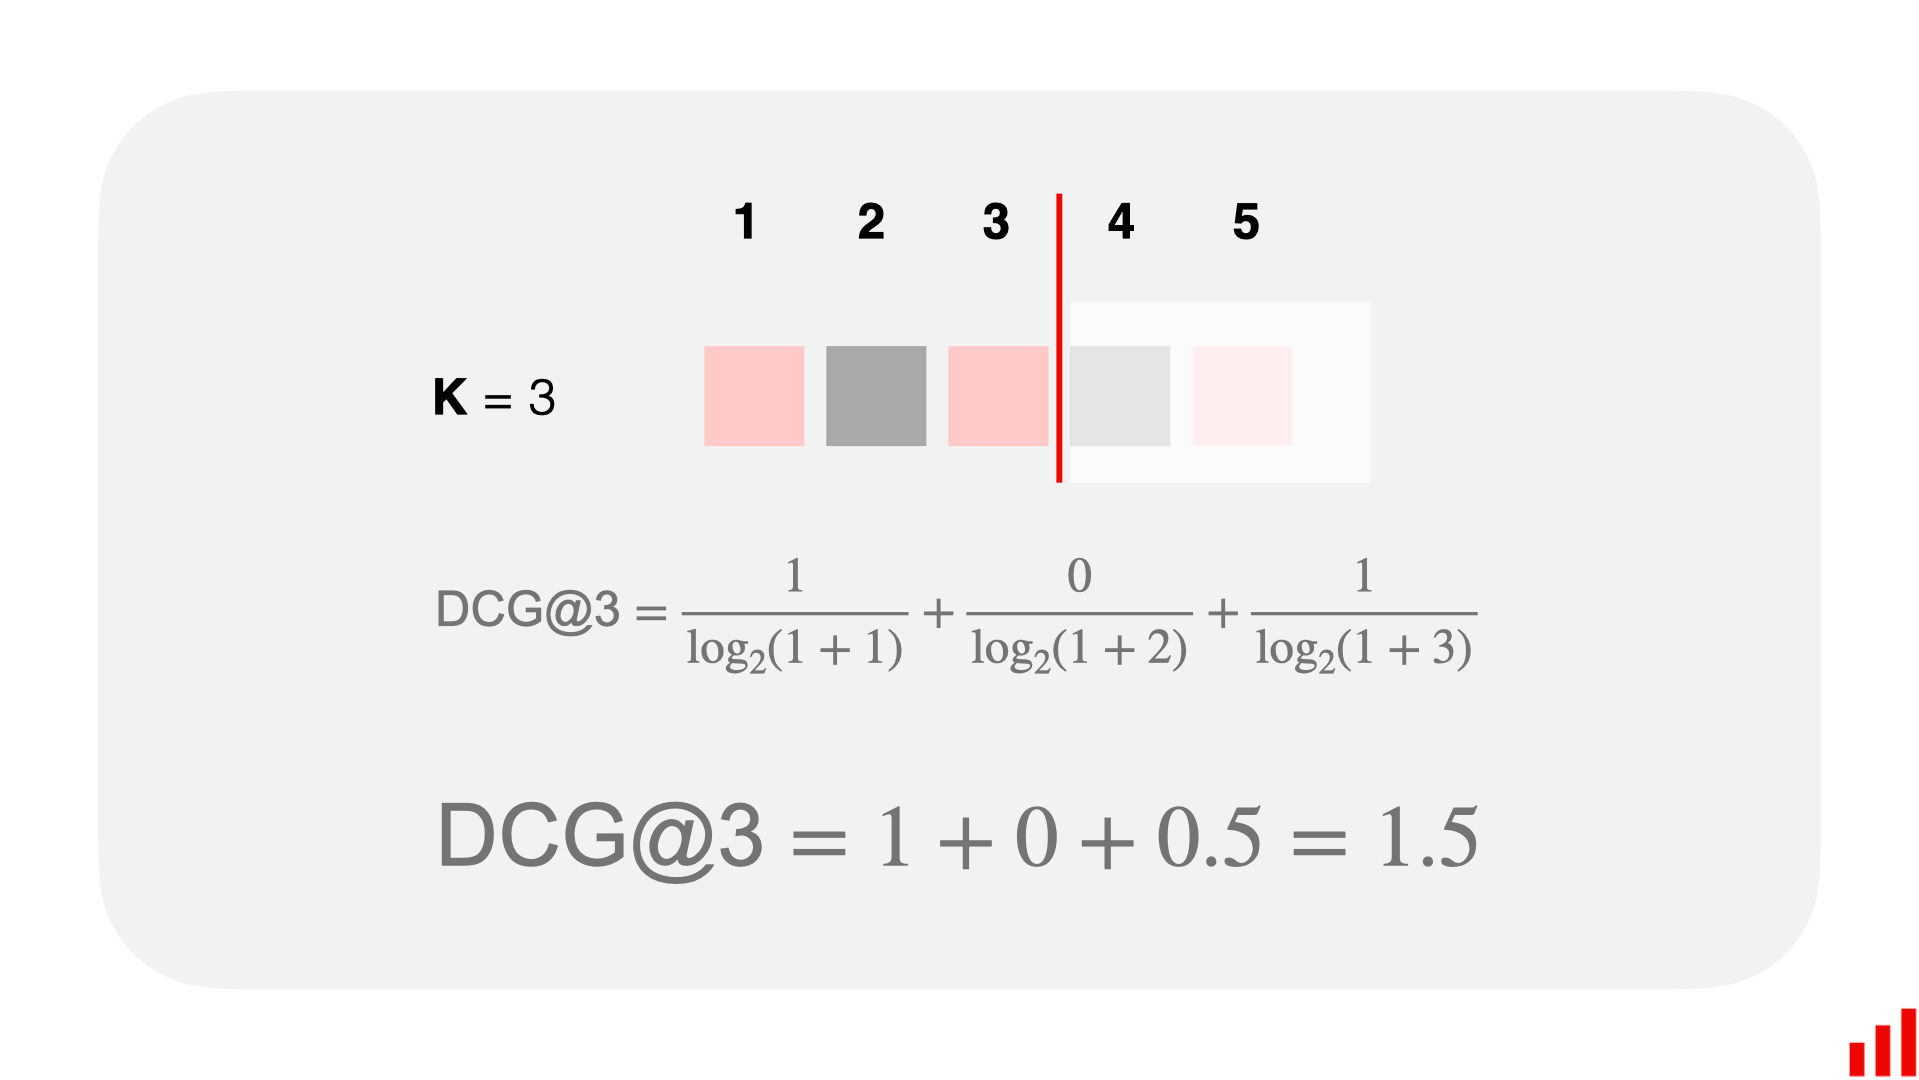 1 2 3 4 5
K = 3
DCG@3 = 1/log₂(1 + 1) + 0/log₂(1 + 2) + 1/log₂(1 + 3)
DCG@3 = 1 + 0 + 0.5 = 1.5